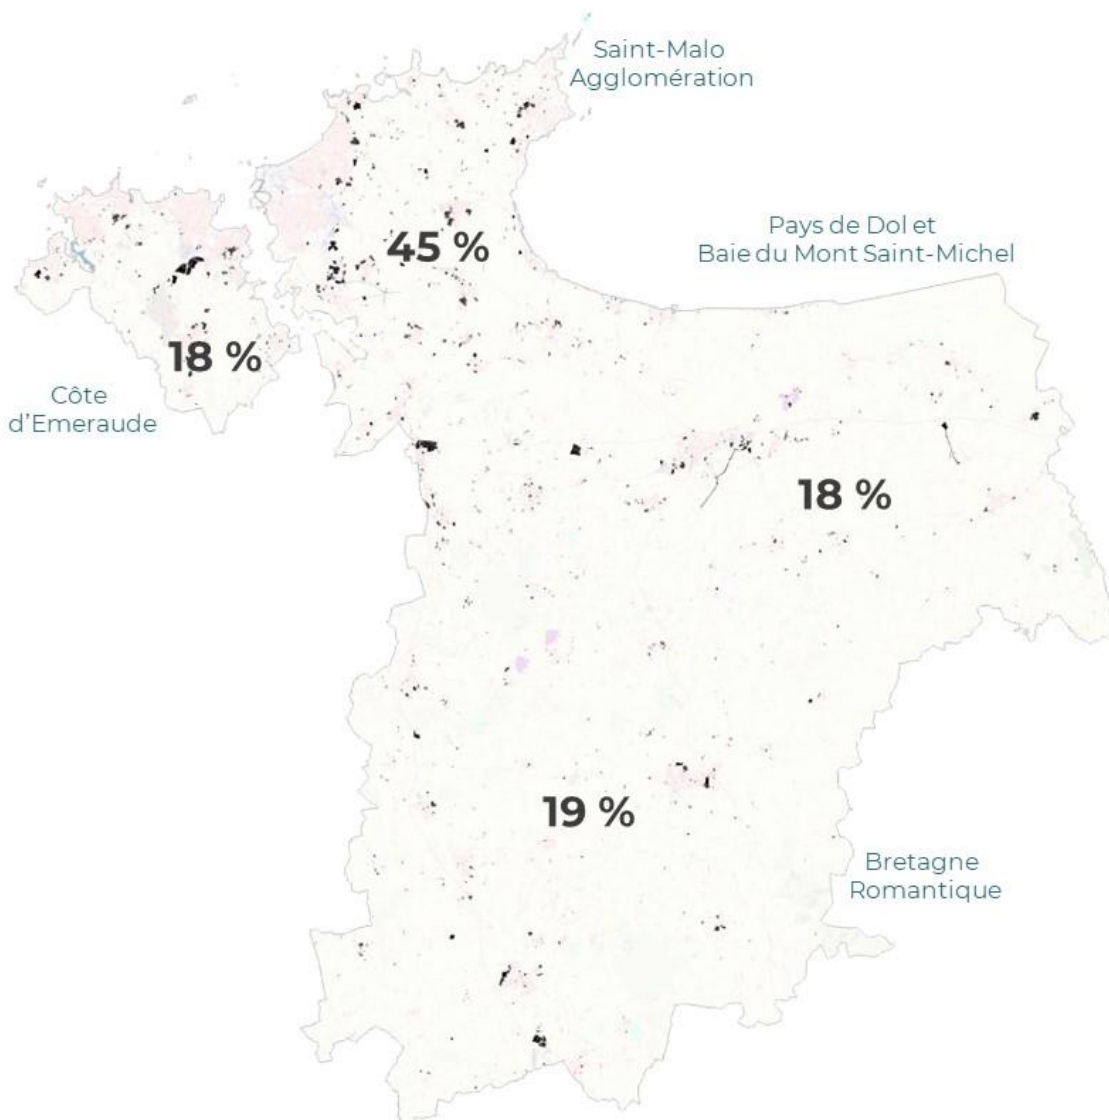 Saint-Malo
Agglomération
Pays de Dol et
Baie du Mont Saint-Michel
45 %
18 %
Côte
d'Emeraude
18 %
19 %
Bretagne
Romantique